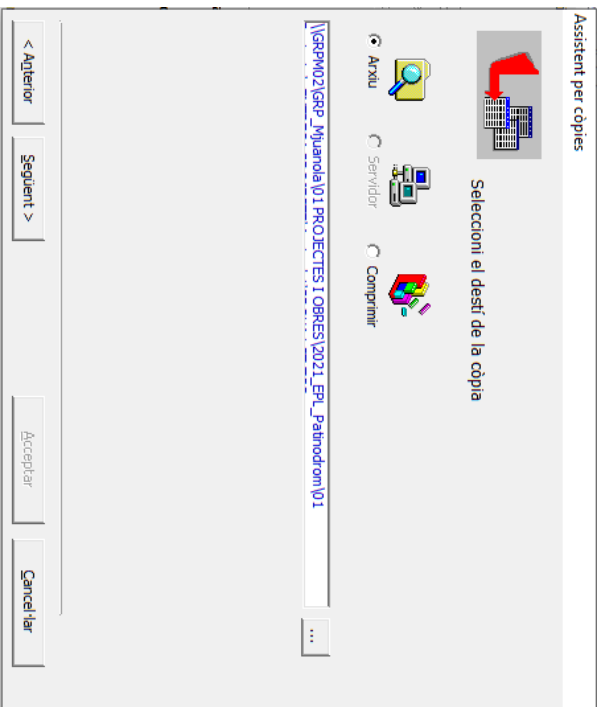 Assistent per còpies
Seleccioni el destí de la còpia
Arxiu
Servidor
Comprimir
\\GRPM02\GRP_Mjuanola\01 PROJECTES I OBRES\2021_EPL_Patinodrom\01
...
< Anterior
Següent >
Acceptar
Cancel·lar